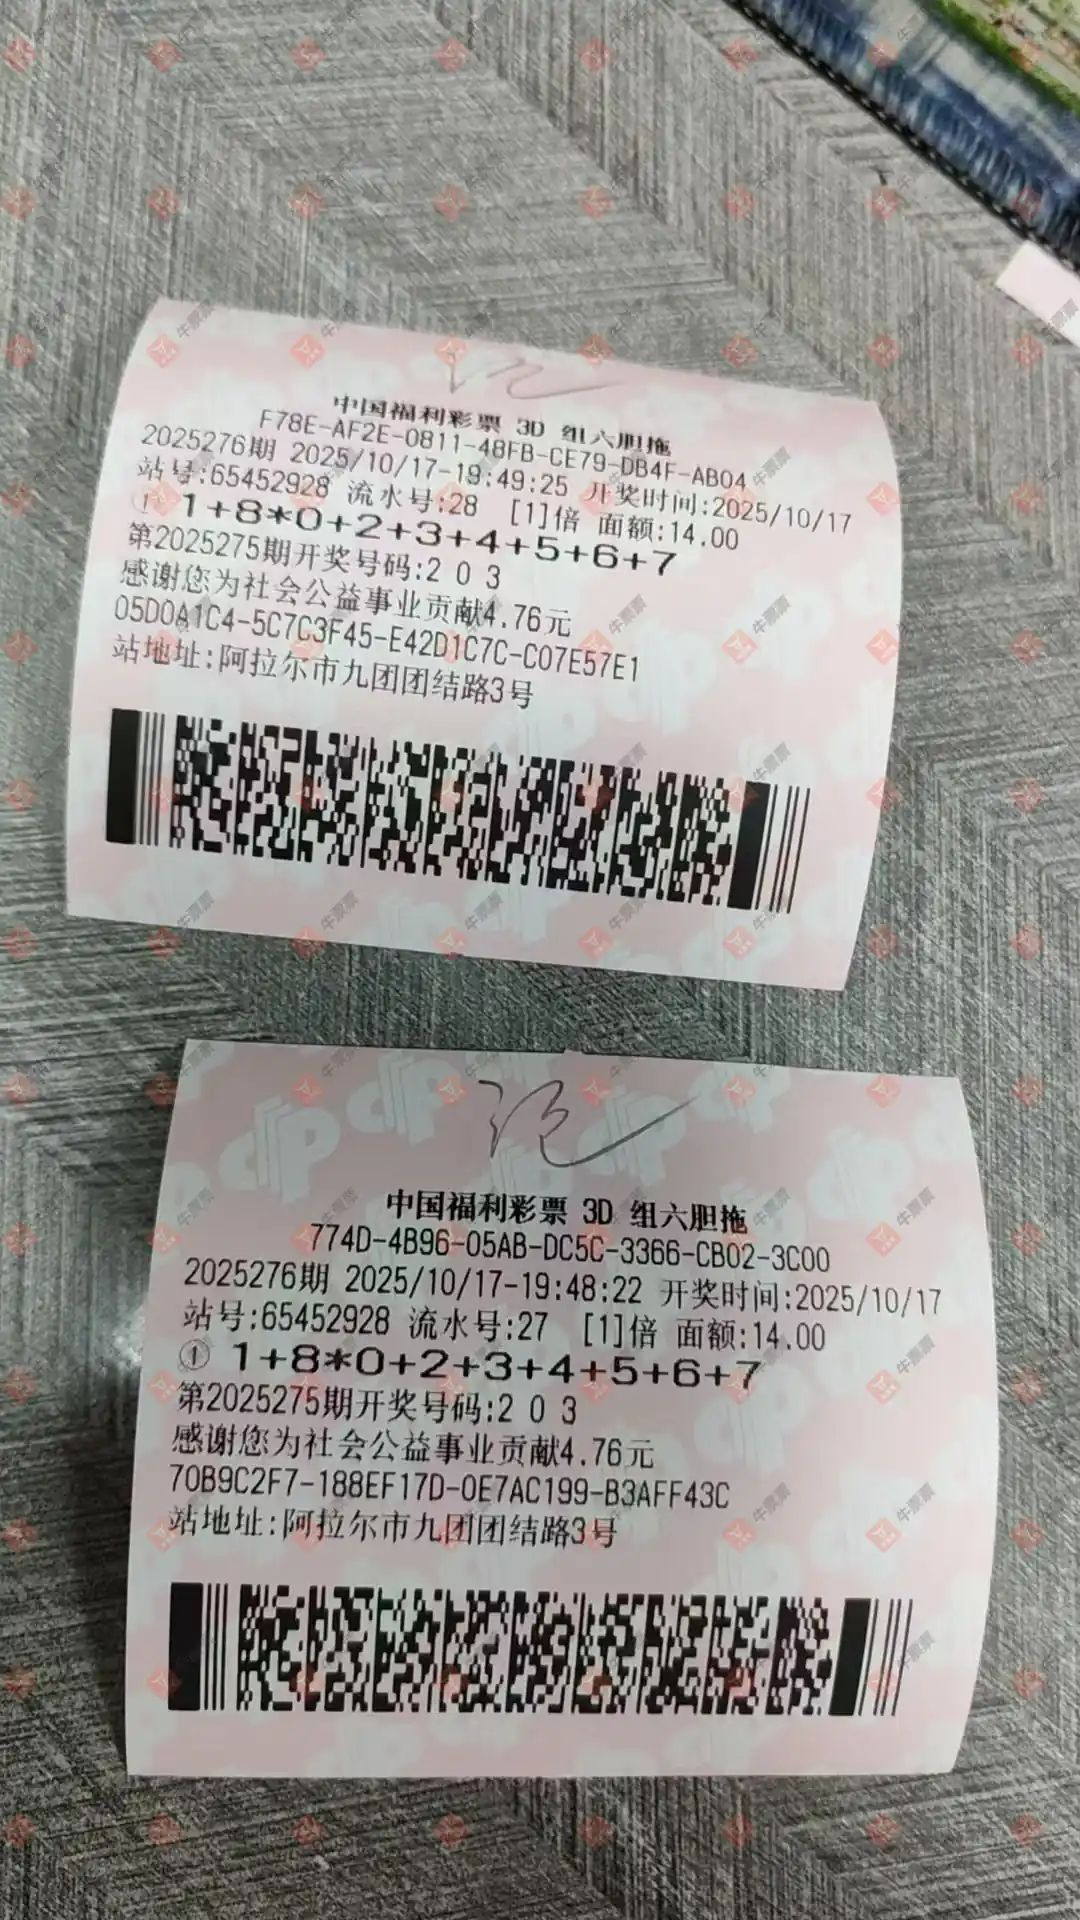 中国福利彩票 3D 组六胆拖
F78E-AF2E-0811-48FB-CE79-DB4F-AB04
2025276期 2025/10/17-19:49:25 开奖时间:2025/10/17
站号:65452928 流水号:28 [1]倍 面额:14.00
① 1+8*0+2+3+4+5+6+7
第2025275期开奖号码:2 0 3
感谢您为社会公益事业贡献4.76元
05D0A1C4-5C7C3F45-E42D1C7C-C07E57E1
站地址:阿拉尔市九团团结路3号
中国福利彩票 3D 组六胆拖
774D-4B96-05AB-DC5C-3366-CB02-3C00
2025276期 2025/10/17-19:48:22 开奖时间:2025/10/17
站号:65452928 流水号:27 [1]倍 面额:14.00
① 1+8*0+2+3+4+5+6+7
第2025275期开奖号码:2 0 3
感谢您为社会公益事业贡献4.76元
70B9C2F7-188EF17D-0E7AC199-B3AFF43C
站地址:阿拉尔市九团团结路3号
牛票票